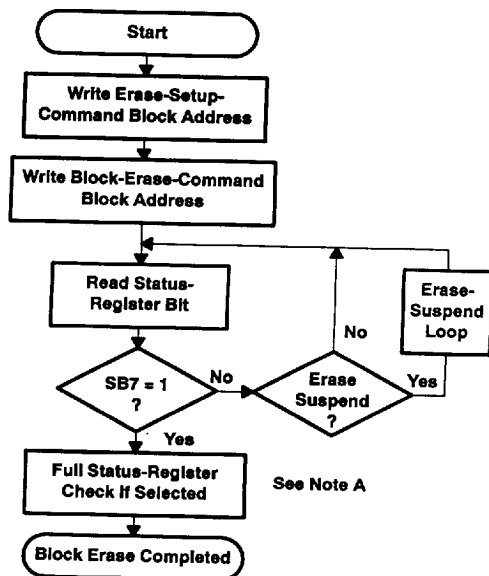 Start
Write Erase-Setup-
Command Block Address
Write Block-Erase-Command
Block Address
Read Status-
Register Bit
Erase-
Suspend
Loop
No
SB7 = 1
?
No
Erase
Suspend
?
Yes
Yes
Full Status-Register
Check if Selected
See Note A
Block Erase Completed